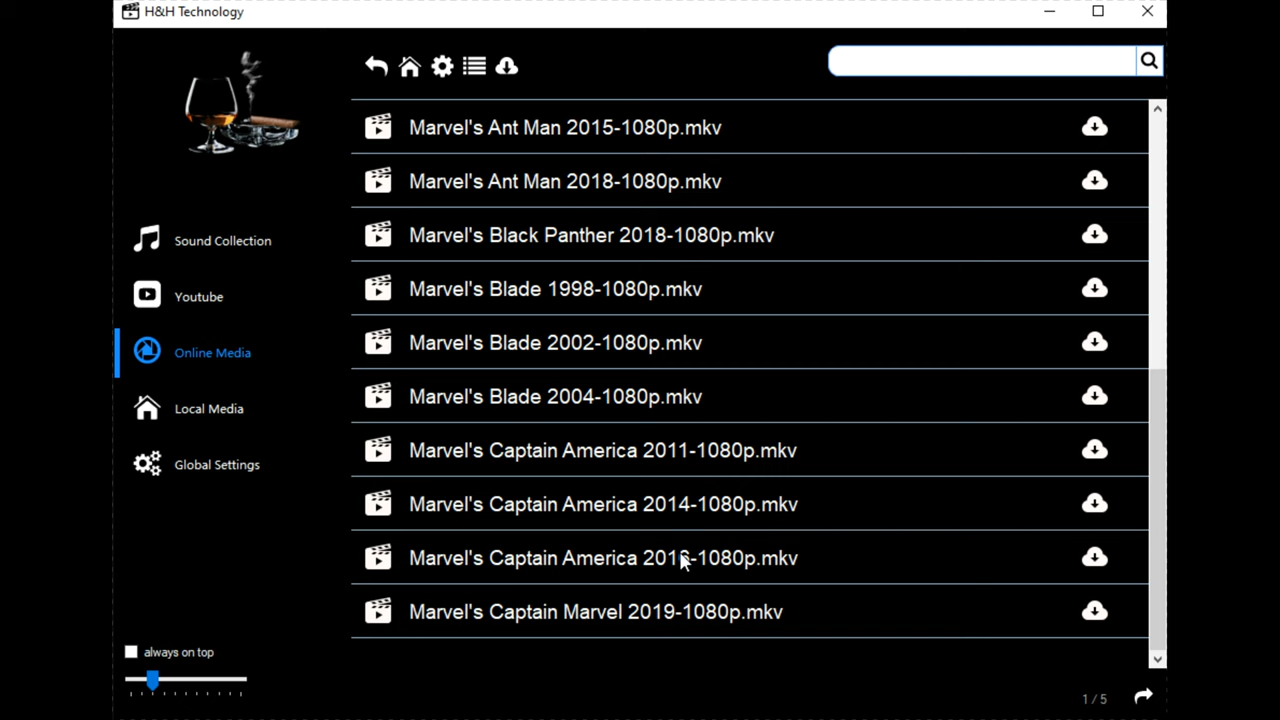 H&H Technology
Marvel's Ant Man 2015-1080p.mkv
Marvel's Ant Man 2018-1080p.mkv
Marvel's Black Panther 2018-1080p.mkv
Marvel's Blade 1998-1080p.mkv
Marvel's Blade 2002-1080p.mkv
Marvel's Blade 2004-1080p.mkv
Marvel's Captain America 2011-1080p.mkv
Marvel's Captain America 2014-1080p.mkv
Marvel's Captain America 2016-1080p.mkv
Marvel's Captain Marvel 2019-1080p.mkv
Sound Collection
Youtube
Online Media
Local Media
Global Settings
always on top
1 / 5